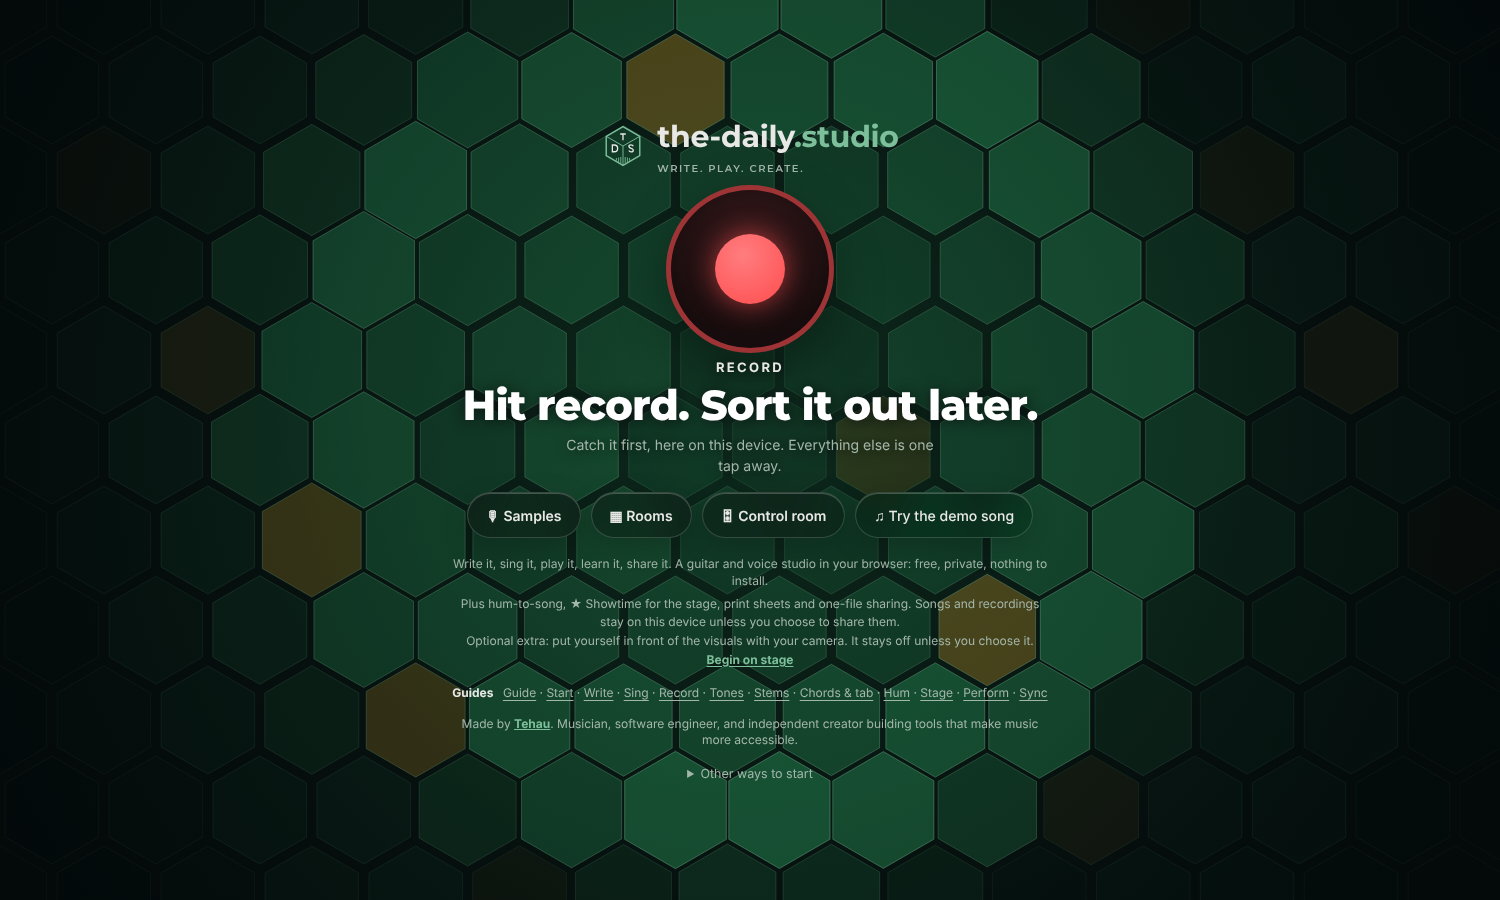 T
D S
the-daily.studio
WRITE. PLAY. CREATE.
RECORD
Hit record. Sort it out later.
Catch it first, here on this device. Everything else is one
tap away.
Samples
Rooms
Control room
♫ Try the demo song
Write it, sing it, play it, learn it, share it. A guitar and voice studio in your browser: free, private, nothing to
install.
Plus hum-to-song, ★ Showtime for the stage, print sheets and one-file sharing. Songs and recordings
stay on this device unless you choose to share them.
Optional extra: put yourself in front of the visuals with your camera. It stays off unless you choose it.
Begin on stage
Guides Guide · Start · Write · Sing · Record · Tones · Stems · Chords & tab · Hum · Stage · Perform · Sync
Made by Tehau. Musician, software engineer, and independent creator building tools that make music
more accessible.
▶ Other ways to start